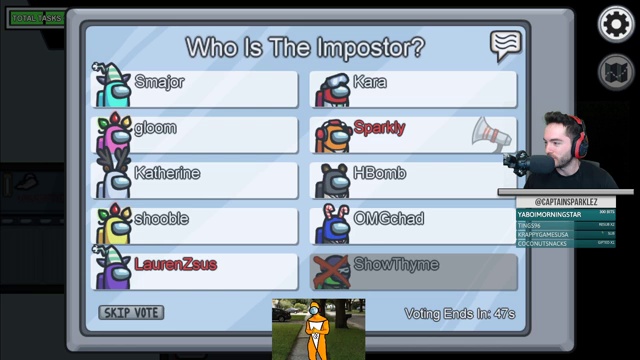 TOTAL TASKS
Who Is The Impostor?
Smajor
Kara
gloom
Sparkly
Katherine
HBomb
shooble
OMGchad
LaurenZsus
ShowThyme
SKIP VOTE
Voting Ends In: 47s
@CAPTAINSPARKLEZ
YABOIMORNINGSTAR
TINGS96
KRAPPYGAMESUSA
COCONUTSNACKS